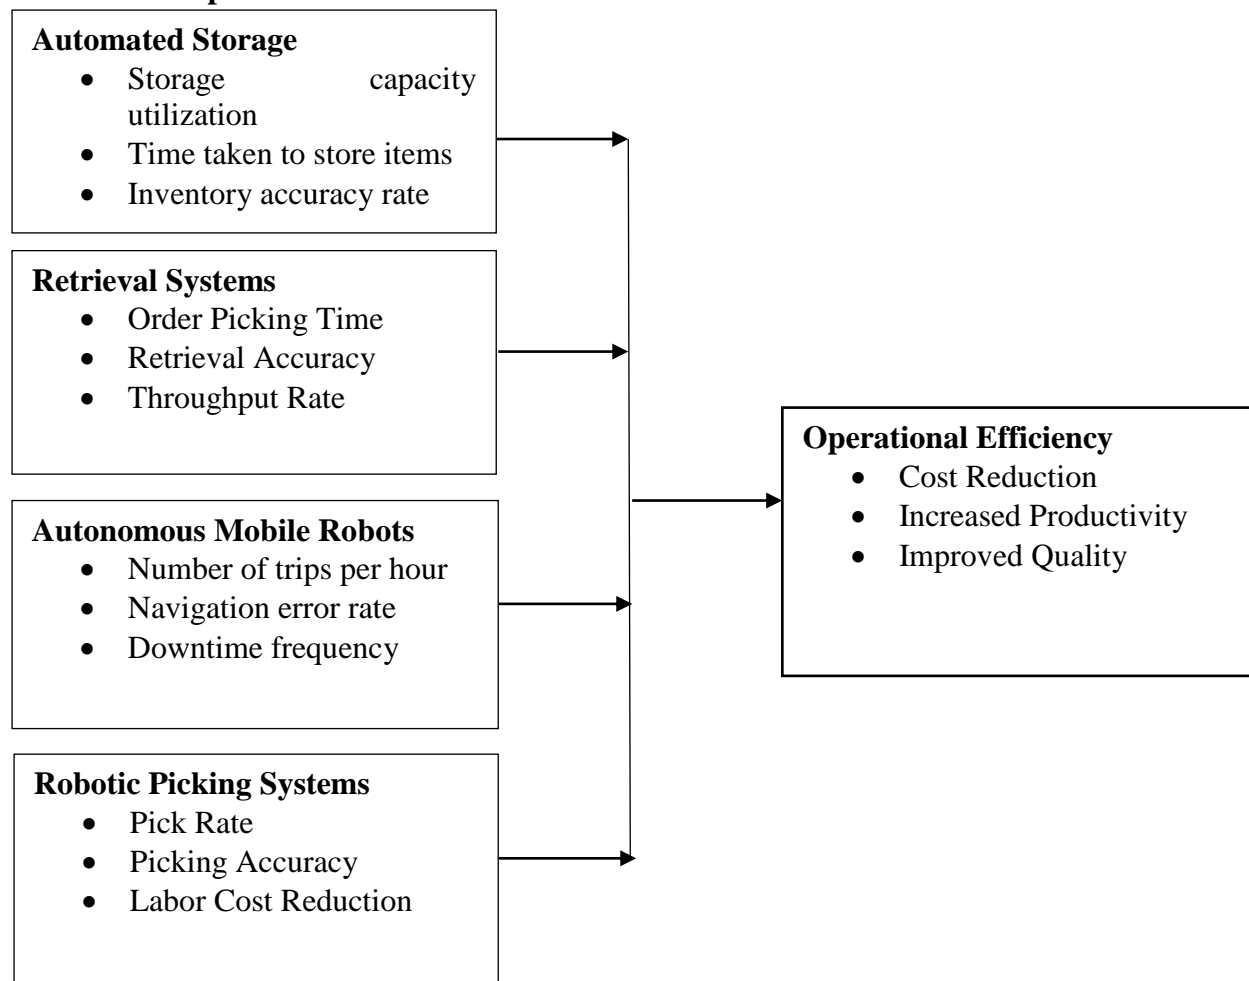 Automated Storage
• Storage capacity
utilization
• Time taken to store items
• Inventory accuracy rate
Retrieval Systems
• Order Picking Time
• Retrieval Accuracy
• Throughput Rate
Autonomous Mobile Robots
• Number of trips per hour
• Navigation error rate
• Downtime frequency
Robotic Picking Systems
• Pick Rate
• Picking Accuracy
• Labor Cost Reduction
Operational Efficiency
• Cost Reduction
• Increased Productivity
• Improved Quality